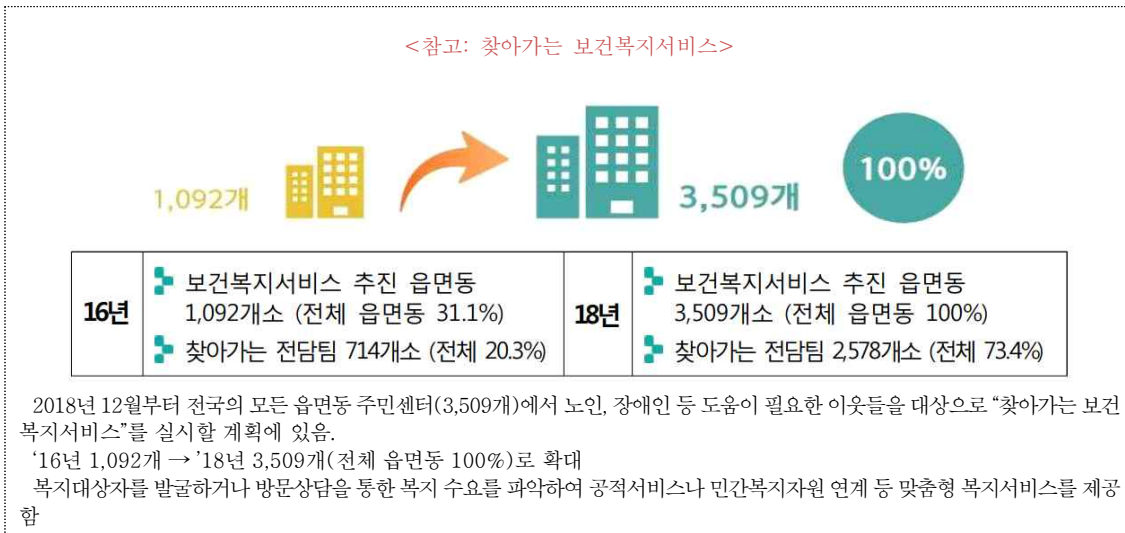 <참고: 찾아가는 보건복지서비스>
1,092개
3,509개
100%
16년
보건복지서비스 추진 읍면동
1,092개소 (전체 읍면동 31.1%)
찾아가는 전담팀 714개소 (전체 20.3%)
18년
보건복지서비스 추진 읍면동
3,509개소 (전체 읍면동 100%)
찾아가는 전담팀 2,578개소 (전체 73.4%)
2018년 12월부터 전국의 모든 읍면동 주민센터(3,509개)에서 노인, 장애인 등 도움이 필요한 이웃들을 대상으로 “찾아가는 보건
복지서비스”를 실시할 계획에 있음.
‘16년 1,092개 → ’18년 3,509개(전체 읍면동 100%)로 확대
복지대상자를 발굴하거나 방문상담을 통한 복지 수요를 파악하여 공적서비스나 민간복지자원 연계 등 맞춤형 복지서비스를 제공
함